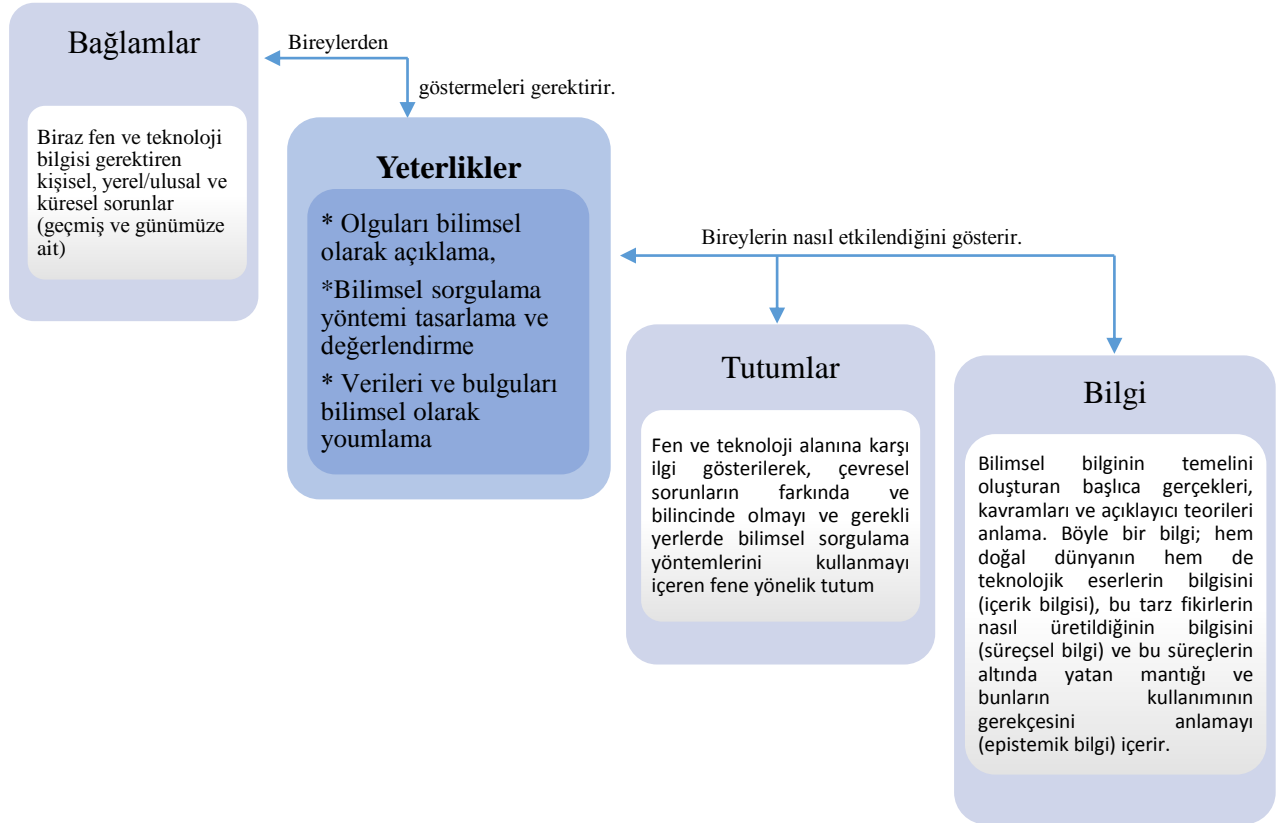 Bağlamlar
Biraz fen ve teknoloji
bilgisi gerektiren
kişisel, yerel/ulusal ve
küresel sorunlar
(geçmiş ve günümüze
ait)
Bireylerden
göstermeleri gerektirir.
Yeterlikler
* Olguları bilimsel
olarak açıklama,
*Bilimsel sorgulama
yöntemi tasarlama ve
değerlendirme
* Verileri ve bulguları
bilimsel olarak
youmlama
Bireylerin nasıl etkilendiğini gösterir.
Tutumlar
Fen ve teknoloji alanına karşı
ilgi gösterilerek, çevresel
sorunların farkında ve
bilincinde olmayı ve gerekli
yerlerde bilimsel sorgulama
yöntemlerini kullanmayı
içeren fene yönelik tutum
Bilgi
Bilimsel bilginin temelini
oluşturan başlıca gerçekleri,
kavramları ve açıklayıcı teorileri
anlama. Böyle bir bilgi; hem
doğal dünyanın hem de
teknolojik eserlerin bilgisini
(içerik bilgisi), bu tarz fikirlerin
nasıl üretildiğinin bilgisini
(süreçsel bilgi) ve bu süreçlerin
altında yatan mantığı ve
bunların kullanımının
gerekçesini anlamayı
(epistemik bilgi) içerir.